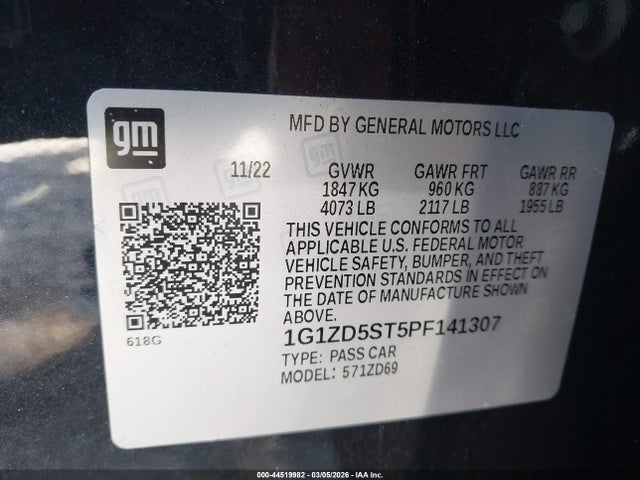 gm
MFD BY GENERAL MOTORS LLC
11/22 GVWR GAWR FRT GAWR RR
1847 KG 960 KG 887 KG
4073 LB 2117 LB 1955 LB
THIS VEHICLE CONFORMS TO ALL
APPLICABLE U.S. FEDERAL MOTOR
VEHICLE SAFETY, BUMPER, AND THEFT
PREVENTION STANDARDS IN EFFECT ON
THE DATE OF MANUFACTURE SHOWN
ABOVE.
618G
1G1ZD5ST5PF141307
TYPE: PASS CAR
MODEL: 571ZD69
000-44519982 - 03/05/2026 - IAA Inc.